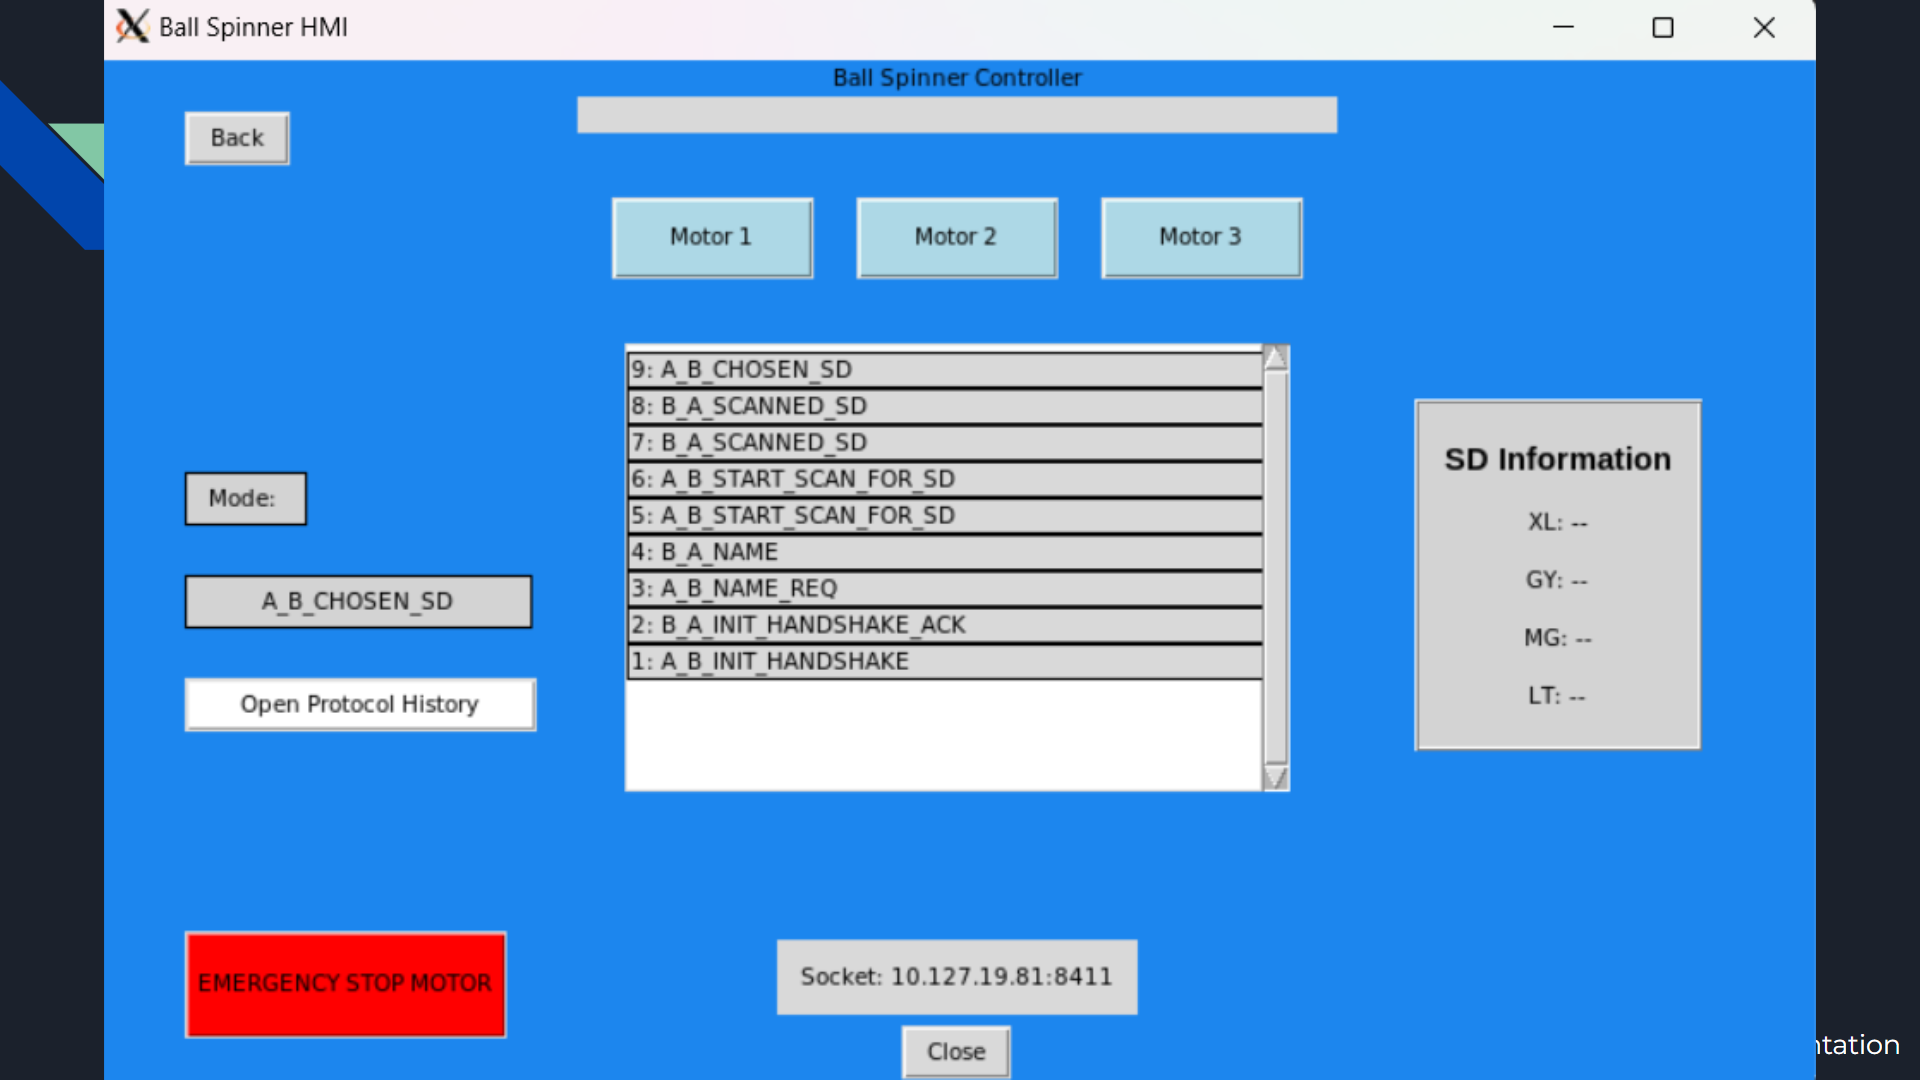 Ball Spinner HMI
Ball Spinner Controller
Back
Motor 1
Motor 2
Motor 3
9: A_B_CHOSEN_SD
8: B_A_SCANNED_SD
7: B_A_SCANNED_SD
6: A_B_START_SCAN_FOR_SD
5: A_B_START_SCAN_FOR_SD
4: B_A_NAME
3: A_B_NAME_REQ
2: B_A_INIT_HANDSHAKE_ACK
1: A_B_INIT_HANDSHAKE
Mode:
A_B_CHOSEN_SD
Open Protocol History
SD Information
XL: --
GY: --
MG: --
LT: --
EMERGENCY STOP MOTOR
Socket: 10.127.19.81:8411
Close